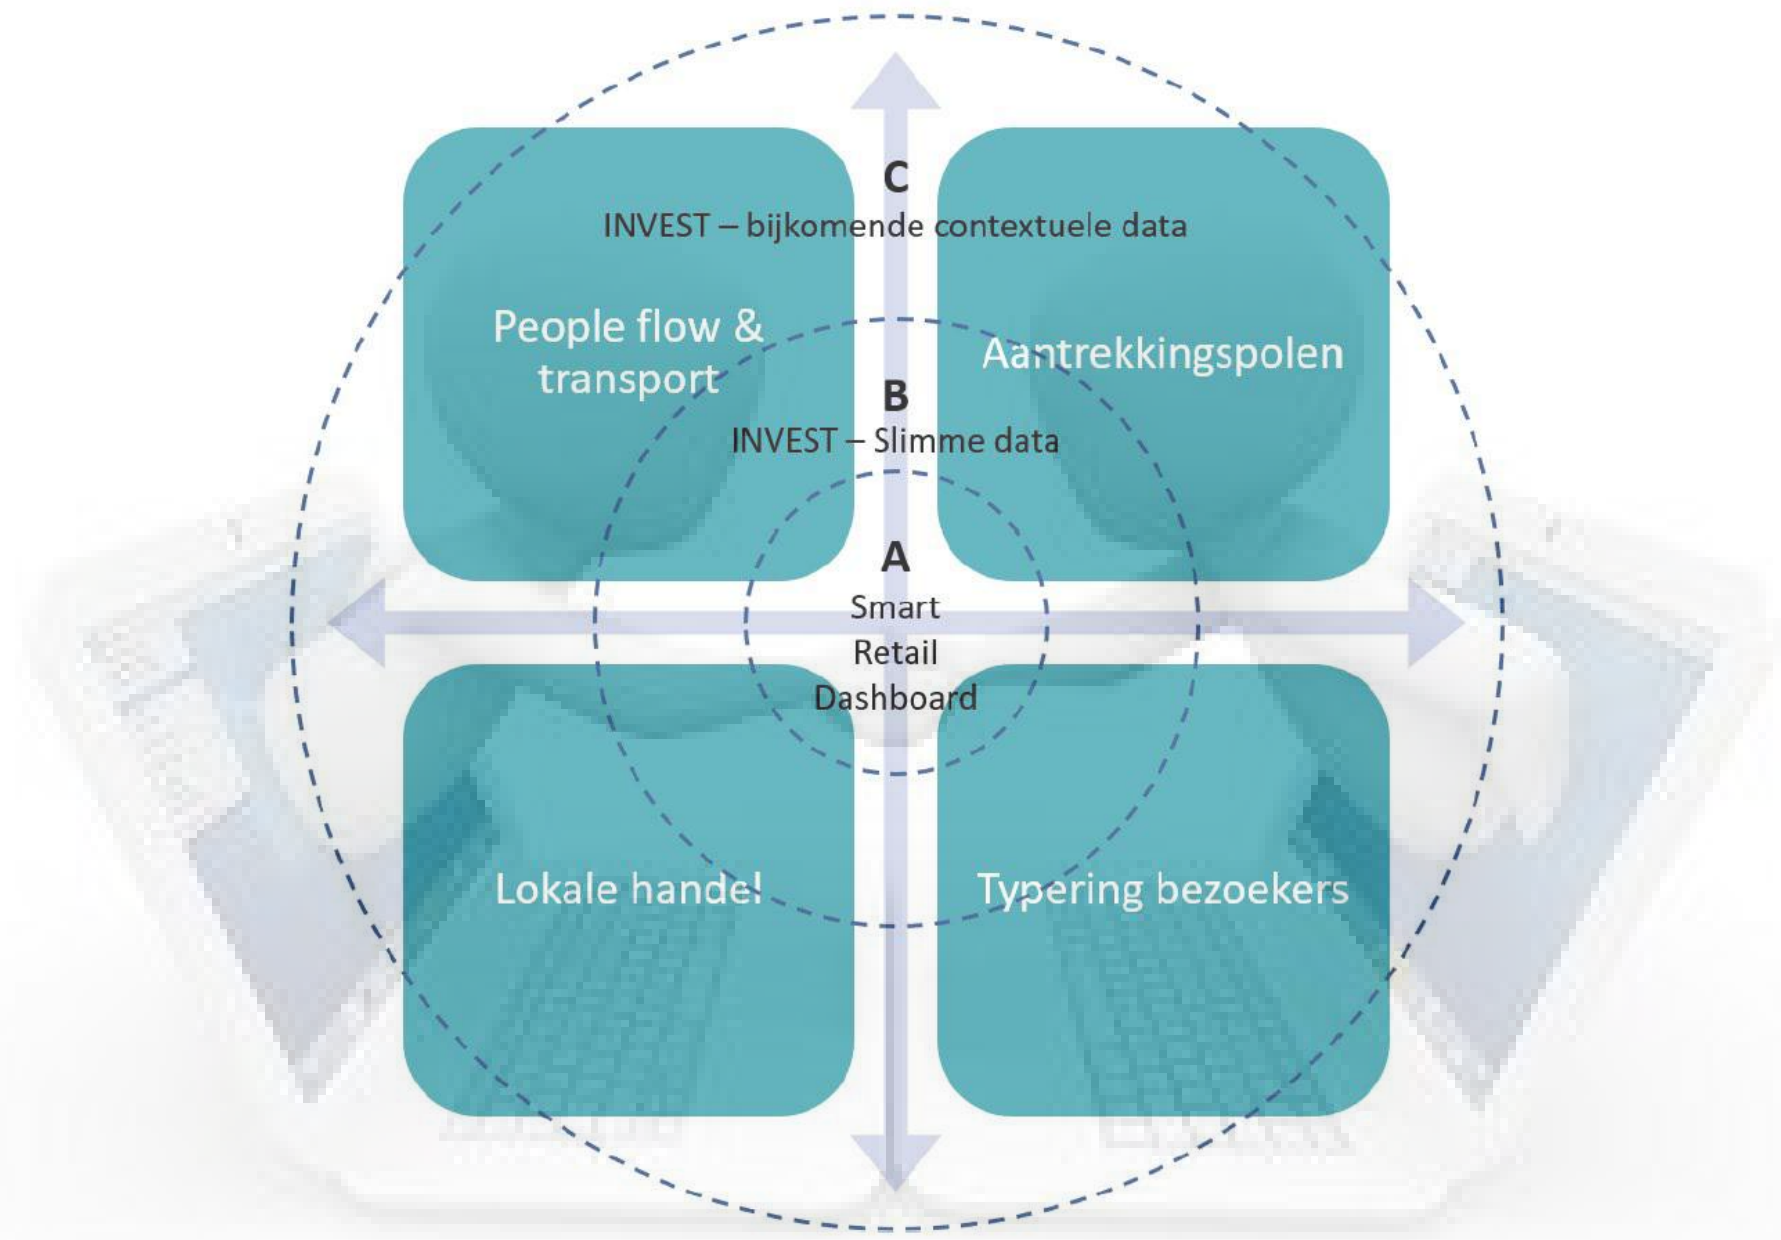 C
INVEST – bijkomende contextuele data
People flow &
transport
Aantrekkingspolen
B
INVEST – Slimme data
A
Smart
Retail
Dashboard
Lokale handel
Typering bezoekers